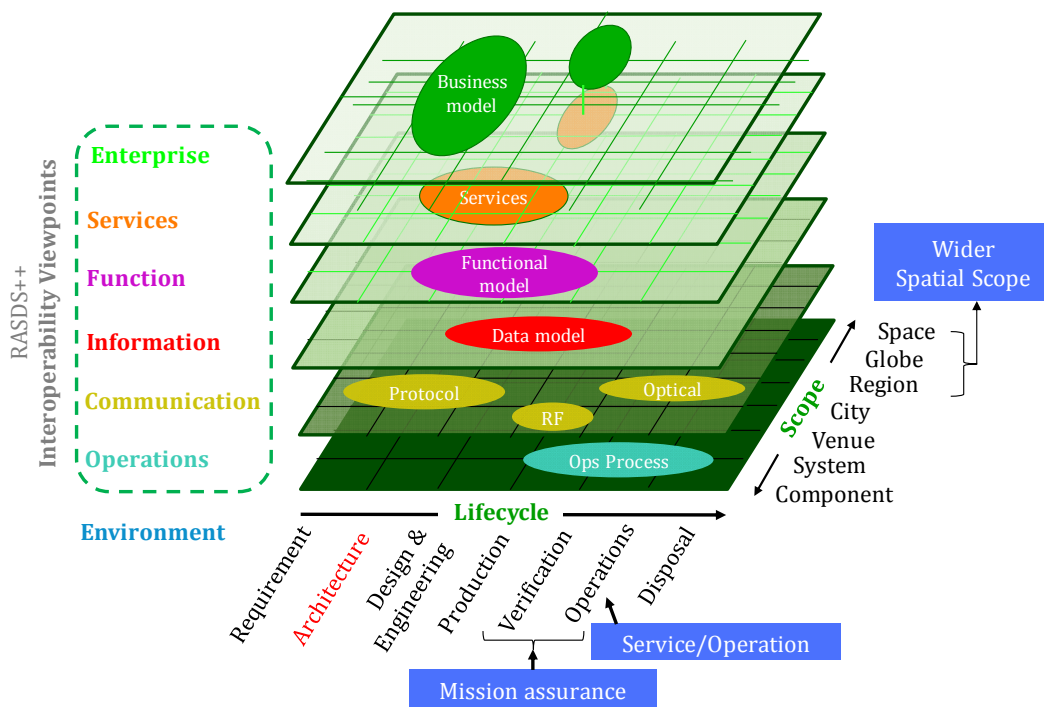 Business
model
Services
Functional
model
Data model
Protocol
Optical
RF
Ops Process
RASDS++
Interoperability Viewpoints
Enterprise
Services
Function
Information
Communication
Operations
Environment
Wider
Spatial Scope
Scope
Space
Globe
Region
City
Venue
System
Component
Lifecycle
Requirement
Architecture
Design &
Engineering
Production
Verification
Operations
Disposal
Service/Operation
Mission assurance